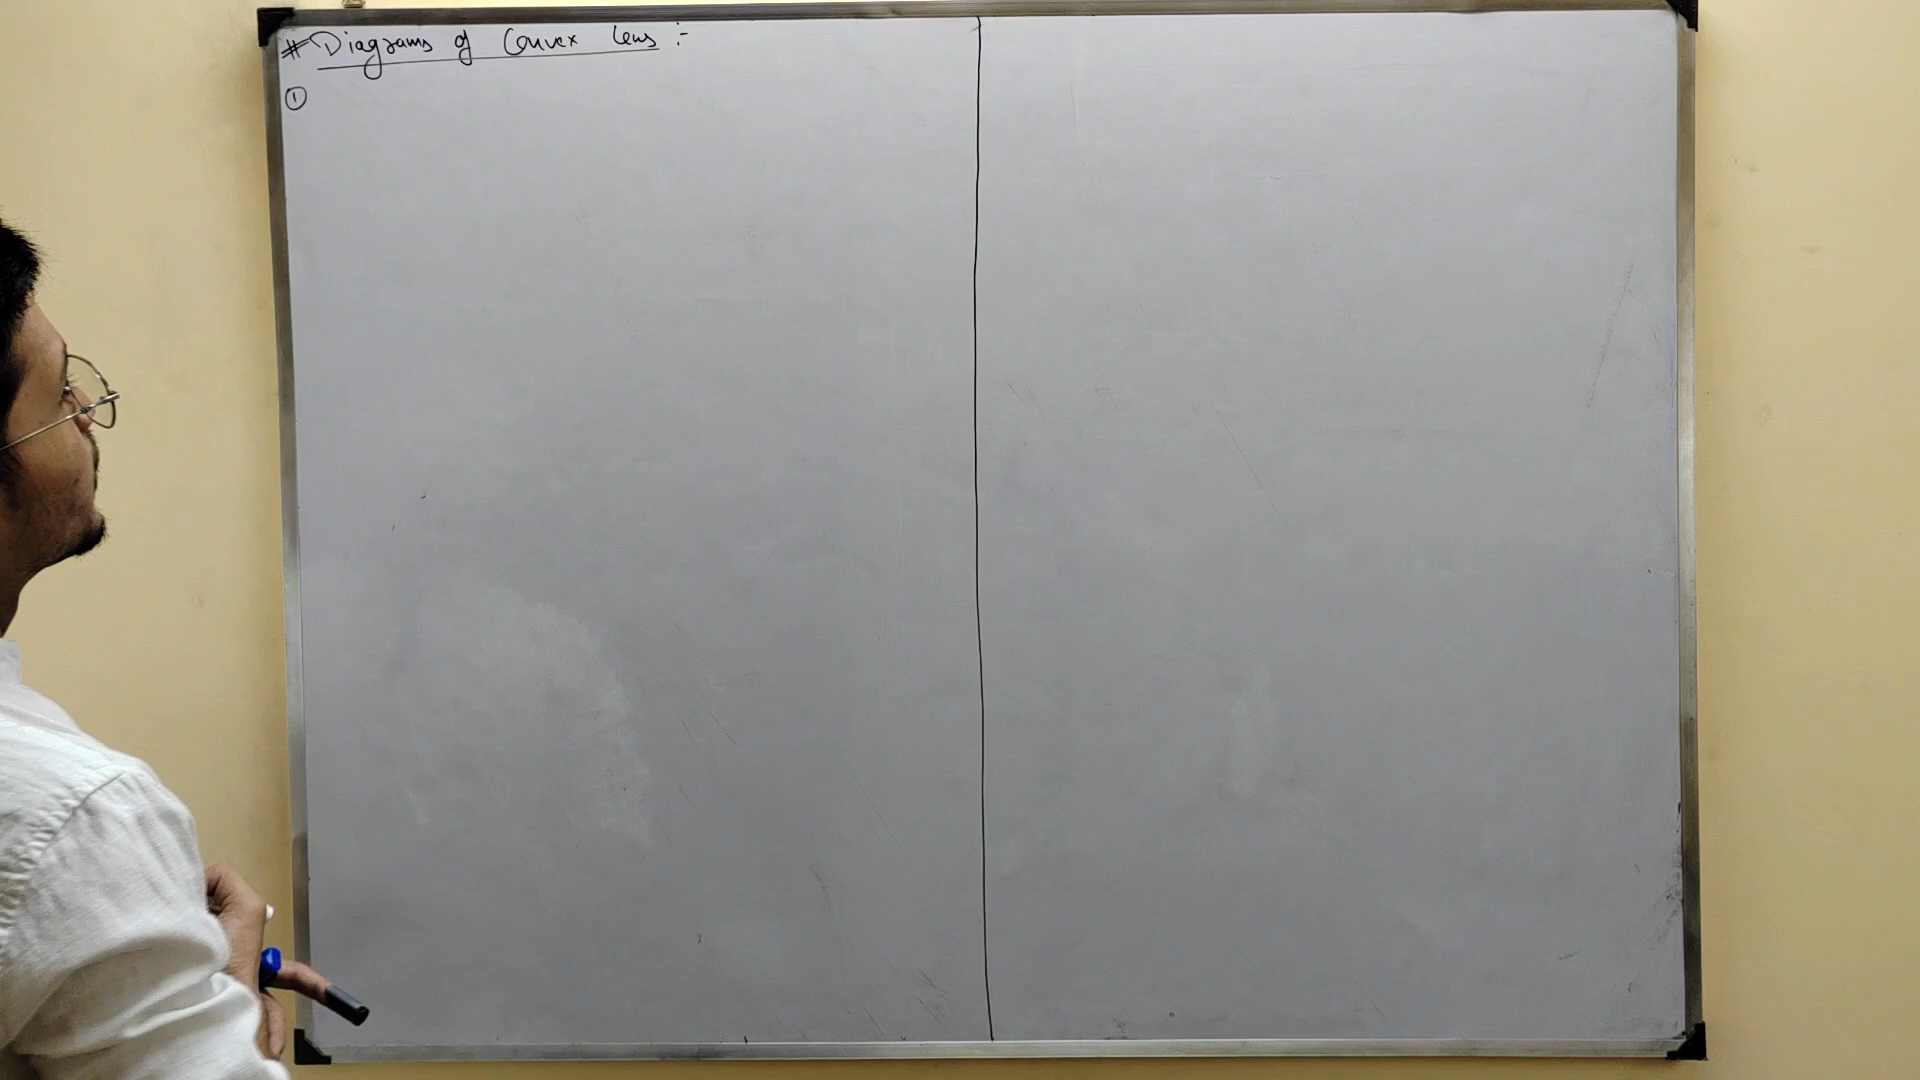 # Diagrams of Convex lens :-
①